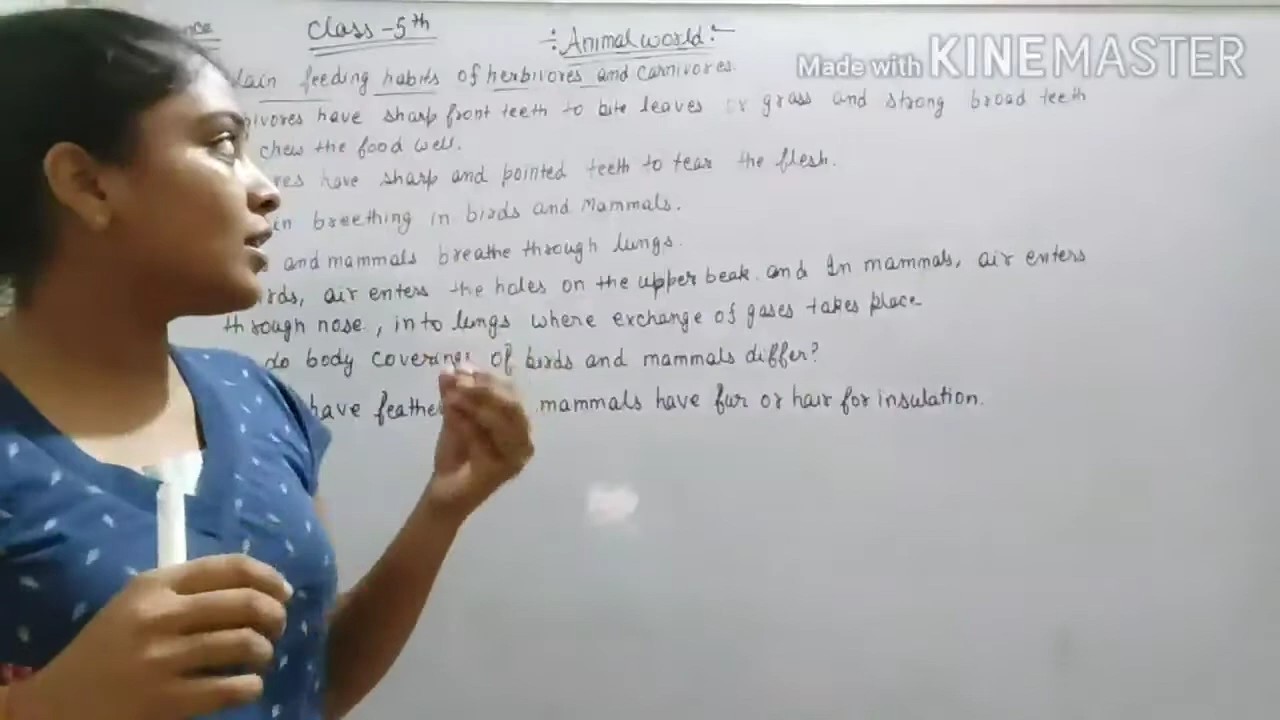 Class - 5th
÷ Animal world :-
feeding habits of herbivores and carnivores.
have sharp front teeth to bite leaves or grass and strong broad teeth
chew the food well.
have sharp and pointed teeth to tear the flesh.
breething in birds and Mammals.
and mammals breathe through lungs.
air enters the holes on the upper beak. and In mammals, air enters
through nose, into lungs where exchange of gases takes place
do body coverings of birds and mammals differ?
have mammals have fur or hair for insulation.
Made with KINEMASTER